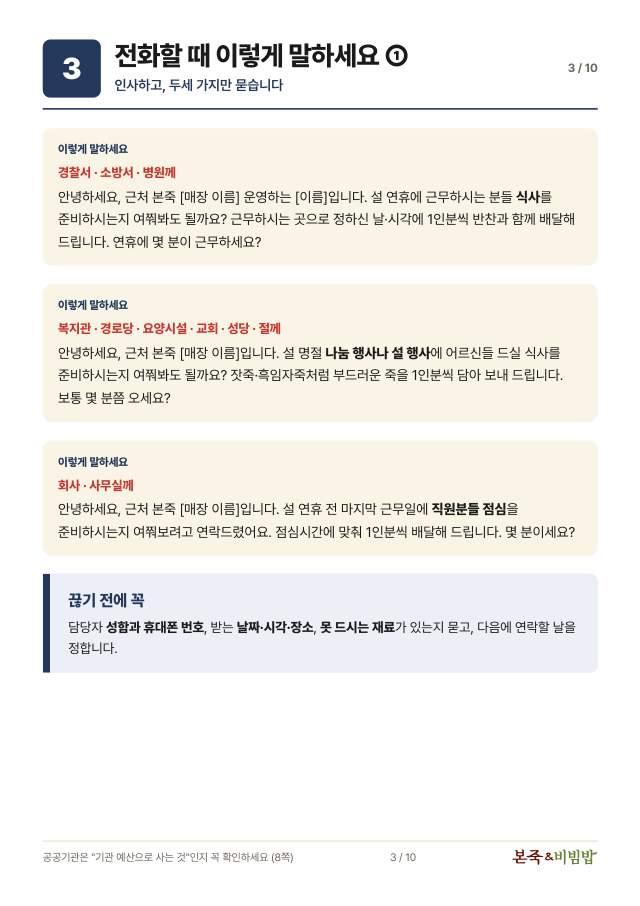 3
전화할 때 이렇게 말하세요 ①
인사하고, 두세 가지만 묻습니다
3 / 10
이렇게 말하세요
경찰서 · 소방서 · 병원께
안녕하세요, 근처 본죽 [매장 이름] 운영하는 [이름]입니다. 설 연휴에 근무하시는 분들 식사를
준비하시는지 여쭤봐도 될까요? 근무하시는 곳으로 정하신 날·시각에 1인분씩 반찬과 함께 배달해
드립니다. 연휴에 몇 분이 근무하세요?
이렇게 말하세요
복지관 · 경로당 · 요양시설 · 교회 · 성당 · 절께
안녕하세요, 근처 본죽 [매장 이름]입니다. 설 명절 나눔 행사나 설 행사에 어르신들 드실 식사를
준비하시는지 여쭤봐도 될까요? 잣죽·흑임자죽처럼 부드러운 죽을 1인분씩 담아 보내 드립니다.
보통 몇 분쯤 오세요?
이렇게 말하세요
회사 · 사무실께
안녕하세요, 근처 본죽 [매장 이름]입니다. 설 연휴 전 마지막 근무일에 직원분들 점심을
준비하시는지 여쭤보려고 연락드렸어요. 점심시간에 맞춰 1인분씩 배달해 드립니다. 몇 분이세요?
끊기 전에 꼭
담당자 성함과 휴대폰 번호, 받는 날짜·시각·장소, 못 드시는 재료가 있는지 묻고, 다음에 연락할 날을
정합니다.
공공기관은 "기관 예산으로 사는 것"인지 꼭 확인하세요 (8쪽)
3 / 10
본죽&비빔밥